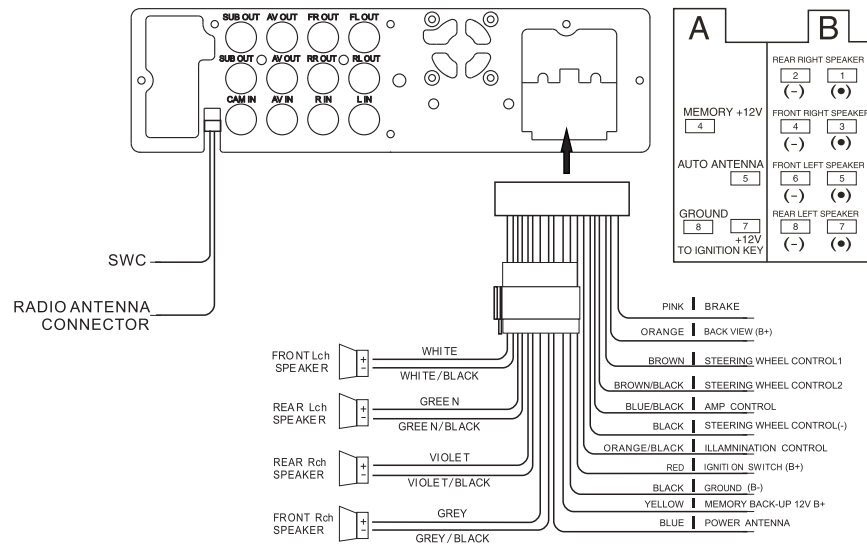 SUB OUT AV OUT FR OUT FL OUT
SUB OUT AV OUT RR OUT RL OUT
CAM IN AV IN R IN L IN
SWC
RADIO ANTENNA
CONNECTOR
A B
REAR RIGHT SPEAKER
2 1
(-) (●)
MEMORY +12V
4
FRONT RIGHT SPEAKER
4 3
(-) (●)
AUTO ANTENNA
5
FRONT LEFT SPEAKER
6 5
(-) (●)
GROUND
8 7
+12V
TO IGNITION KEY
REAR LEFT SPEAKER
8 7
(-) (●)
FRONT Lch
SPEAKER
+
-
WHITE
WHITE/BLACK
REAR Lch
SPEAKER
+
-
GREEN
GREEN/BLACK
REAR Rch
SPEAKER
+
-
VIOLET
VIOLET/BLACK
FRONT Rch
SPEAKER
+
-
GREY
GREY/BLACK
PINK | BRAKE
ORANGE | BACK VIEW (B+)
BROWN | STEERING WHEEL CONTROL1
BROWN/BLACK | STEERING WHEEL CONTROL2
BLUE/BLACK | AMP CONTROL
BLACK | STEERING WHEEL CONTROL(-)
ORANGE/BLACK | ILLAMNINATION CONTROL
RED | IGNITION SWITCH (B+)
BLACK | GROUND (B-)
YELLOW | MEMORY BACK-UP 12V B+
BLUE | POWER ANTENNA